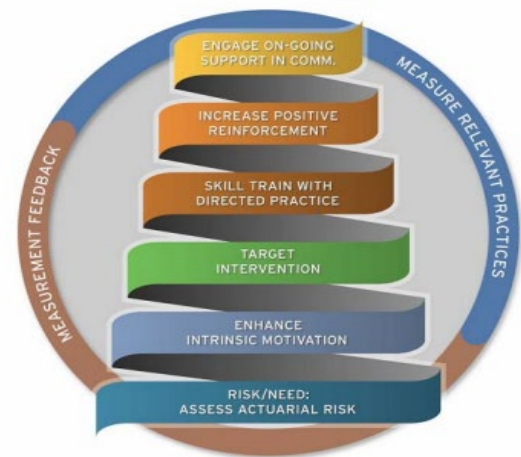 ENGAGE ON-GOING
SUPPORT IN COMM.
INCREASE POSITIVE
REINFORCEMENT
SKILL TRAIN WITH
DIRECTED PRACTICE
TARGET
INTERVENTION
ENHANCE
INTRINSIC MOTIVATION
RISK/NEED:
ASSESS ACTUARIAL RISK
MEASUREMENT FEEDBACK
MEASURE RELEVANT PRACTICES